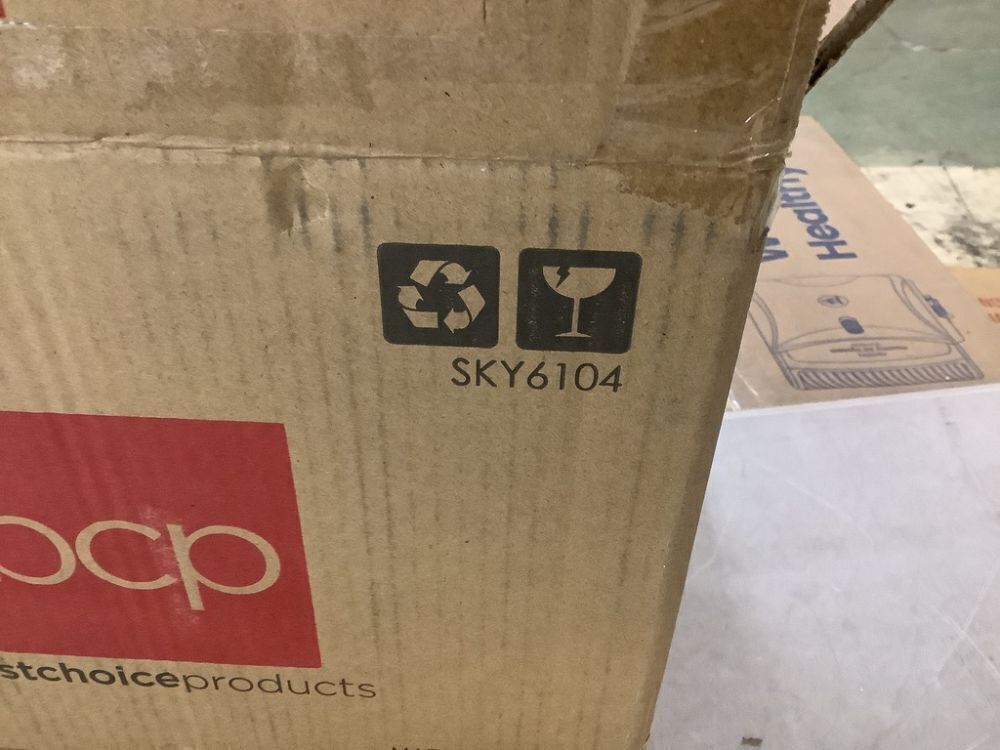 SKY6104
bcp
stchoiceproducts
Healthy